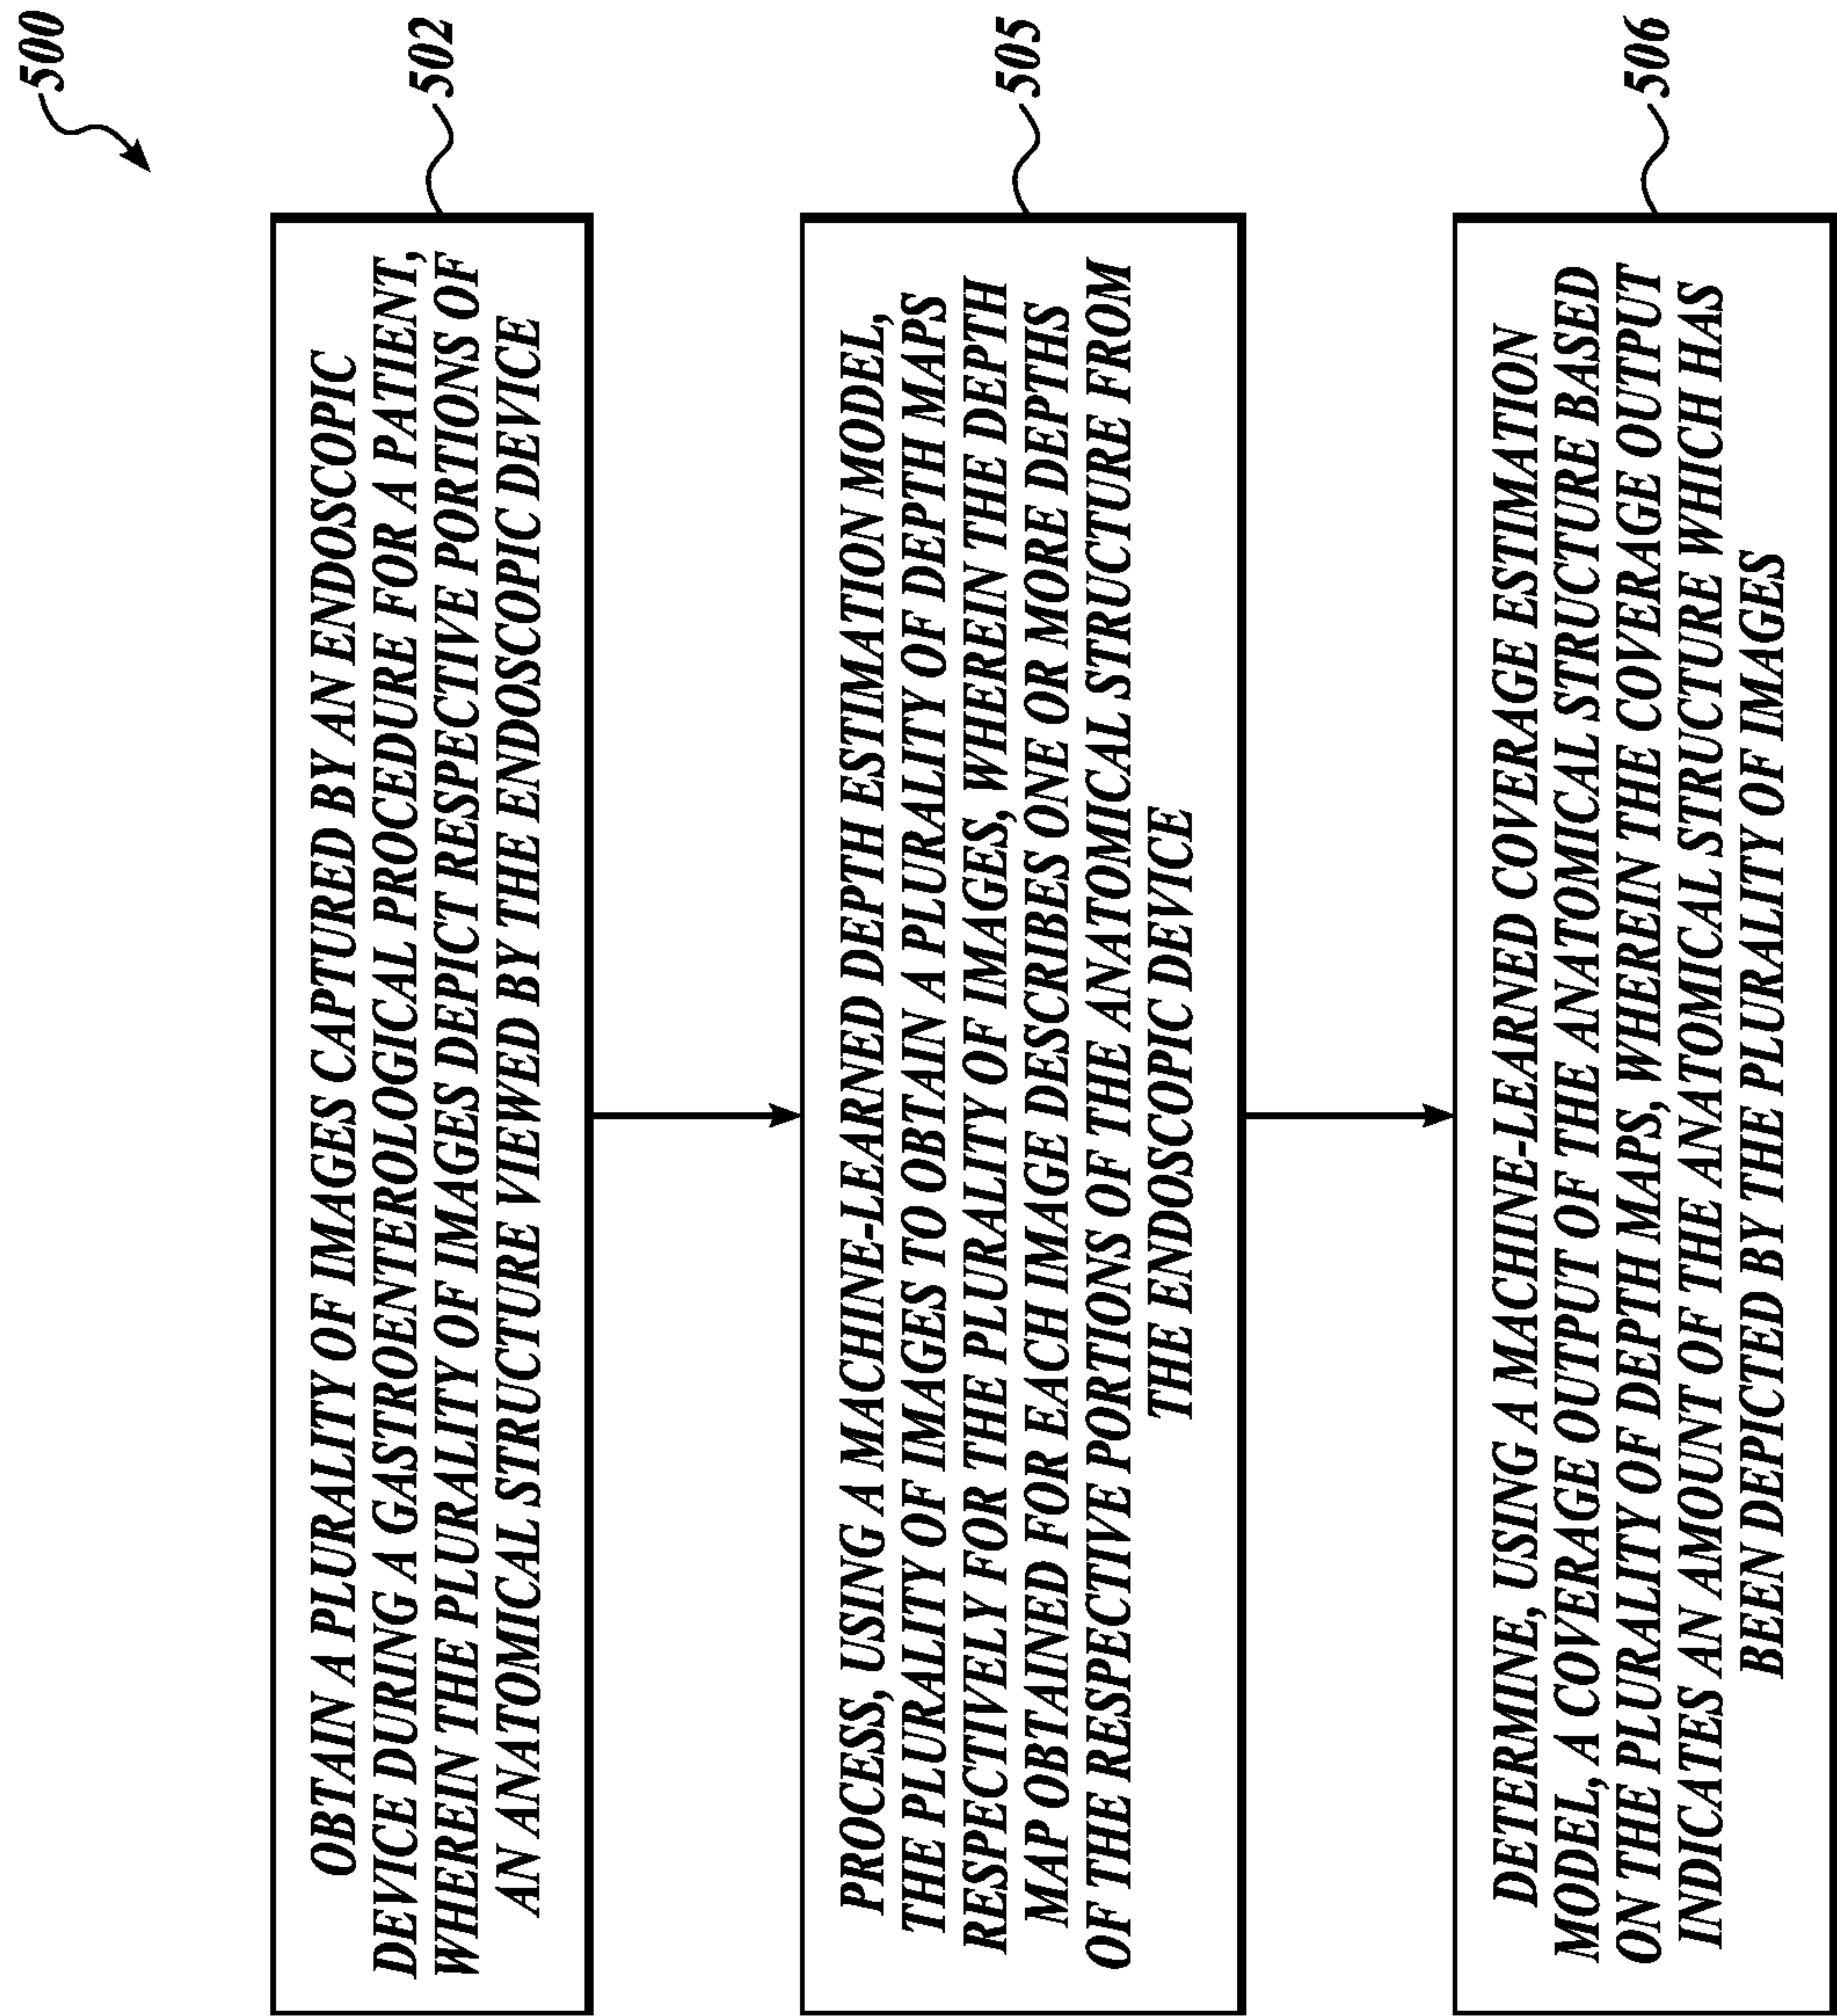 500
OBTAIN A PLURALITY OF IMAGES CAPTURED BY AN ENDOSCOPIC
DEVICE DURING A GASTROENTEROLOGICAL PROCEDURE FOR A PATIENT,
WHEREIN THE PLURALITY OF IMAGES DEPICT RESPECTIVE PORTIONS OF
AN ANATOMICAL STRUCTURE VIEWED BY THE ENDOSCOPIC DEVICE
502
PROCESS, USING A MACHINE-LEARNED DEPTH ESTIMATION MODEL,
THE PLURALITY OF IMAGES TO OBTAIN A PLURALITY OF DEPTH MAPS
RESPECTIVELY FOR THE PLURALITY OF IMAGES, WHEREIN THE DEPTH
MAP OBTAINED FOR EACH IMAGE DESCRIBES ONE OR MORE DEPTHS
OF THE RESPECTIVE PORTIONS OF THE ANATOMICAL STRUCTURE FROM
THE ENDOSCOPIC DEVICE
505
DETERMINE, USING A MACHINE-LEARNED COVERAGE ESTIMATION
MODEL, A COVERAGE OUTPUT OF THE ANATOMICAL STRUCTURE BASED
ON THE PLURALITY OF DEPTH MAPS, WHEREIN THE COVERAGE OUTPUT
INDICATES AN AMOUNT OF THE ANATOMICAL STRUCTURE WHICH HAS
BEEN DEPICTED BY THE PLURALITY OF IMAGES
506